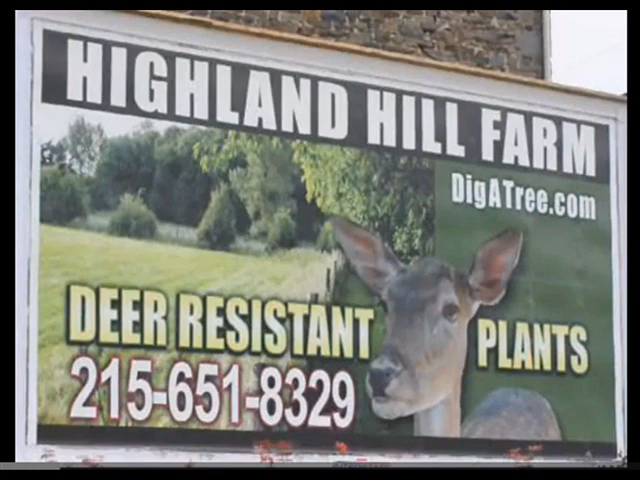 HIGHLAND HILL FARM
DigATree.com
DEER RESISTANT PLANTS
215-651-8329